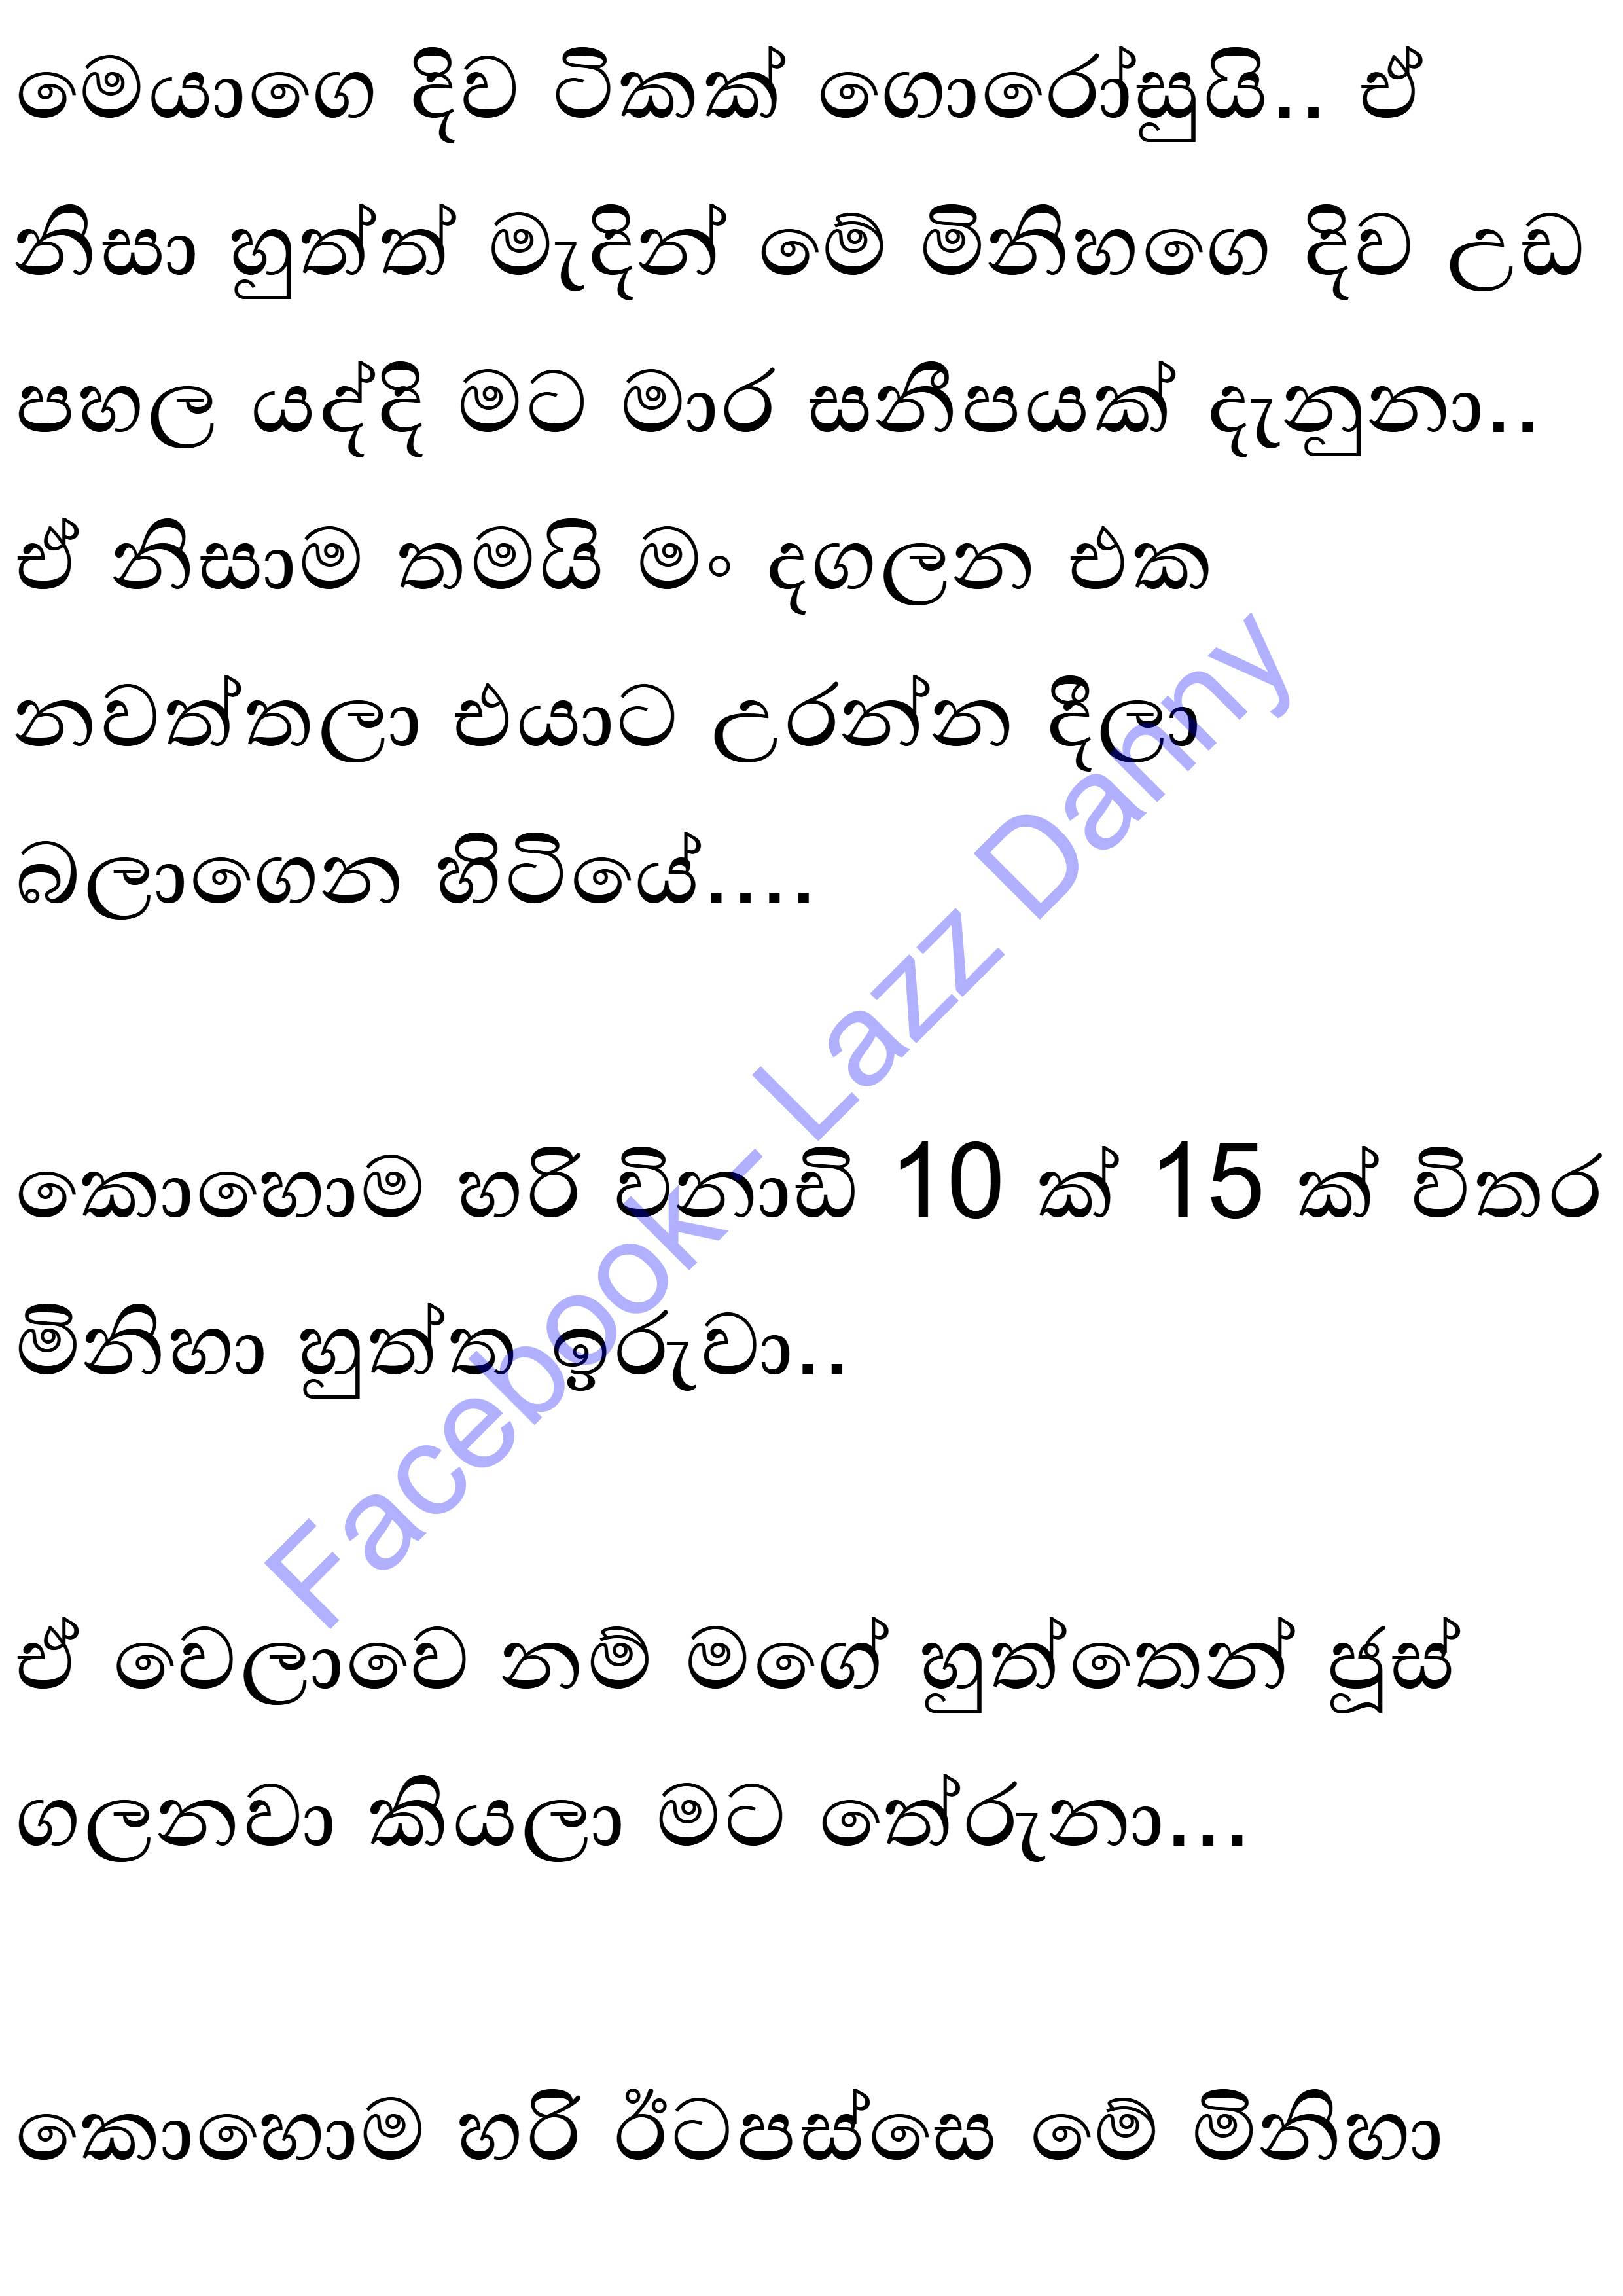 මෙයාගෙ දිව ටිකක් ගොරෝසුයි.. ඒ
නිසා හුත්ත් මැදින් මේ මිනිහගෙ දිව උඩ
පහල යද්දි මට මාර සනීපයක් දැනුනා..
ඒ නිසාම තමයි මං දගලන එක
නවත්තලා එයාට උරන්න දීලා
බලාගෙන හිටියේ....
කොහොම හරි විනාඩි 10 ක් 15 ක් විතර
මිනිහා හුත්ත ඉරුවා..
ඒ වෙලාවෙ නම් මගේ හුත්තෙන් ජූස්
ගලනවා කියලා මට තේරුනා...
කොහොම හරි ඊටපස්සෙ මේ මිනිහා
Facebook- Lazz Danny